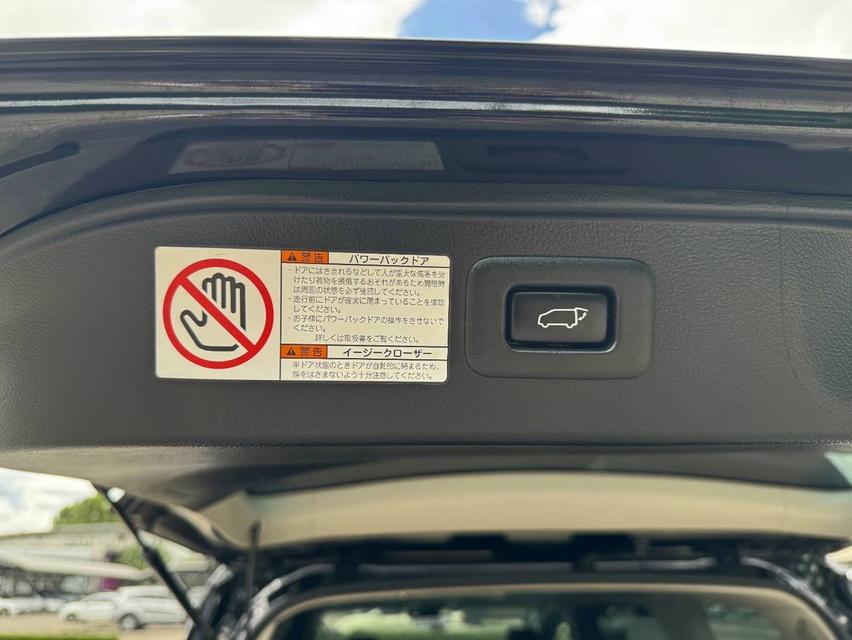 警告 パワーバックドア
・ドアにはさまれるなどして人が重大な傷害を受
けたり荷物を損傷するおそれがあるため開閉時
は周囲の状態を必ず確認してください。
・走行前にドアが確実に閉まっていることを確認
してください。
・お子様にパワーバックドアの操作をさせないで
ください。
詳しくは取扱書をご覧ください。
警告 イージークローザー
半ドア状態のときドアが自動的に閉まるため、
指をはさまないよう十分注意してください。